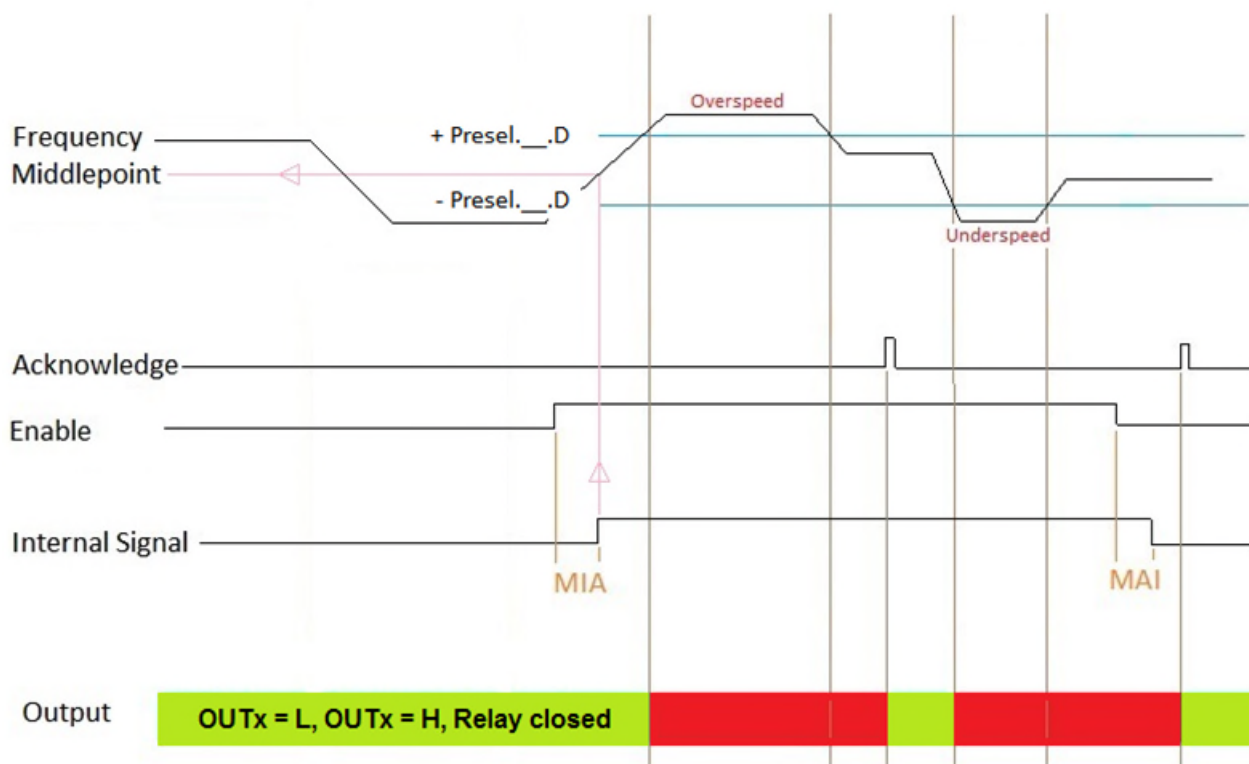 Overspeed
Frequency
+ Presel.__.D
Middlepoint
- Presel.__.D
Underspeed
Acknowledge
Enable
Internal Signal
MIA
MAI
Output
OUTx = L, OUTx = H, Relay closed